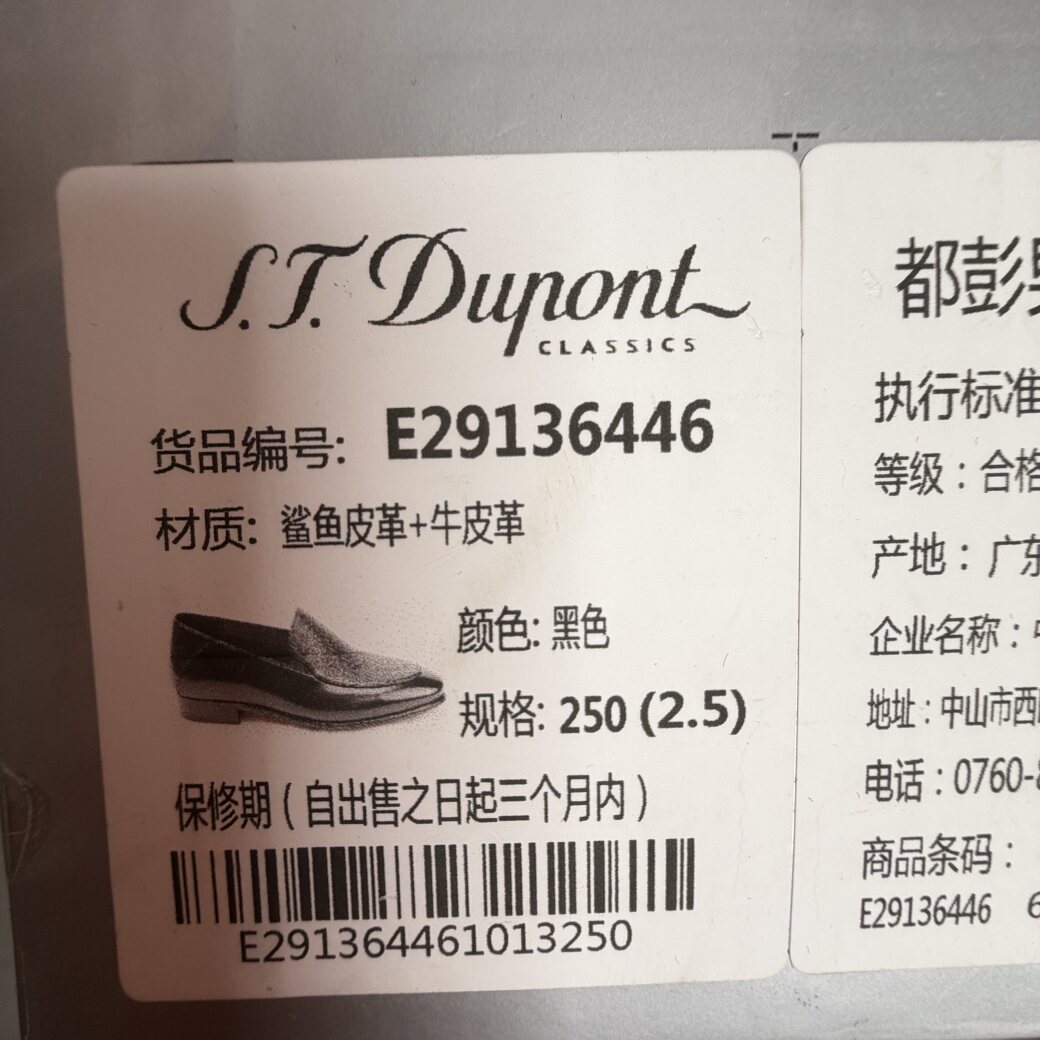 S.T. Dupont
CLASSICS
货品编号: E29136446
材质: 鲨鱼皮革+牛皮革
颜色: 黑色
规格: 250 (2.5)
保修期 ( 自出售之日起三个月内 )
E291364461013250
都彭
执行标准
等级：合格
产地：广东
企业名称：
地址：中山市西
电话：0760-8
商品条码：
E29136446 6